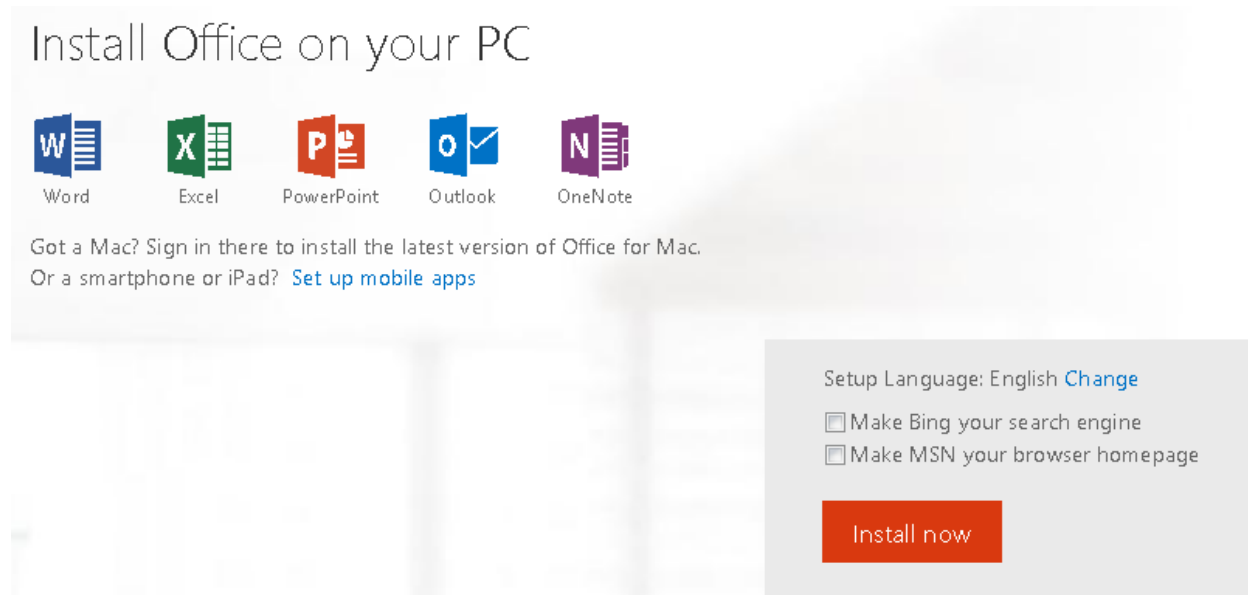 Install Office on your PC
W X P O N
Word Excel PowerPoint Outlook OneNote
Got a Mac? Sign in there to install the latest version of Office for Mac.
Or a smartphone or iPad? Set up mobile apps
Setup Language: English Change
Make Bing your search engine
Make MSN your browser homepage
Install now